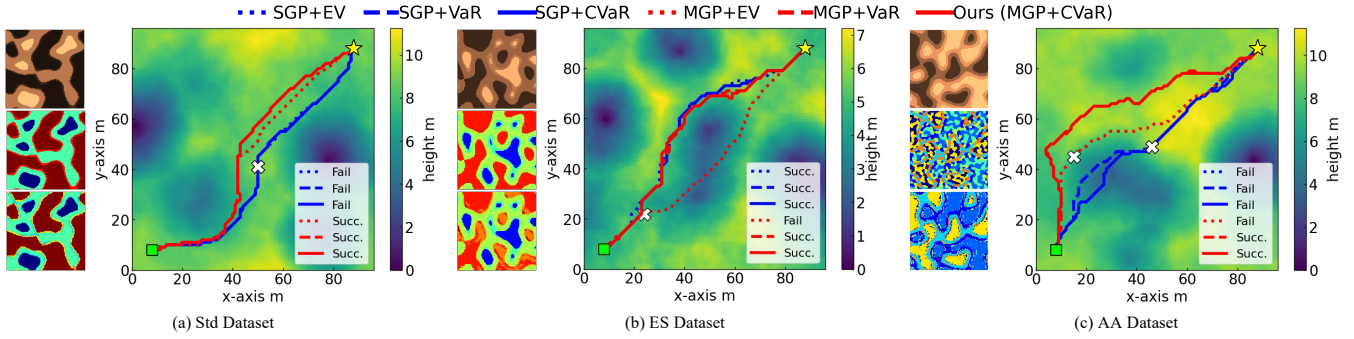 SGP+EV SGP+VaR SGP+CVaR MGP+EV MGP+VaR Ours (MGP+CVaR)
y-axis m
80
60
40
20
0
0 20 40 60 80
x-axis m
Fail
Fail
Fail
Succ.
Succ.
Succ.
10
8
6
4
2
0
height m
(a) Std Dataset
y-axis m
80
60
40
20
0
0 20 40 60 80
x-axis m
Succ.
Succ.
Succ.
Fail
Succ.
Succ.
7
6
5
4
3
2
1
0
height m
(b) ES Dataset
y-axis m
80
60
40
20
0
0 20 40 60 80
x-axis m
Fail
Fail
Fail
Fail
Succ.
Succ.
10
8
6
4
2
0
height m
(c) AA Dataset